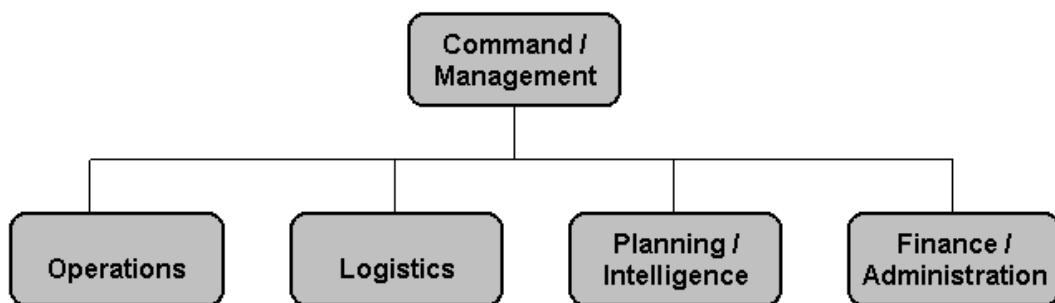 Command /
Management
Operations
Logistics
Planning /
Intelligence
Finance /
Administration